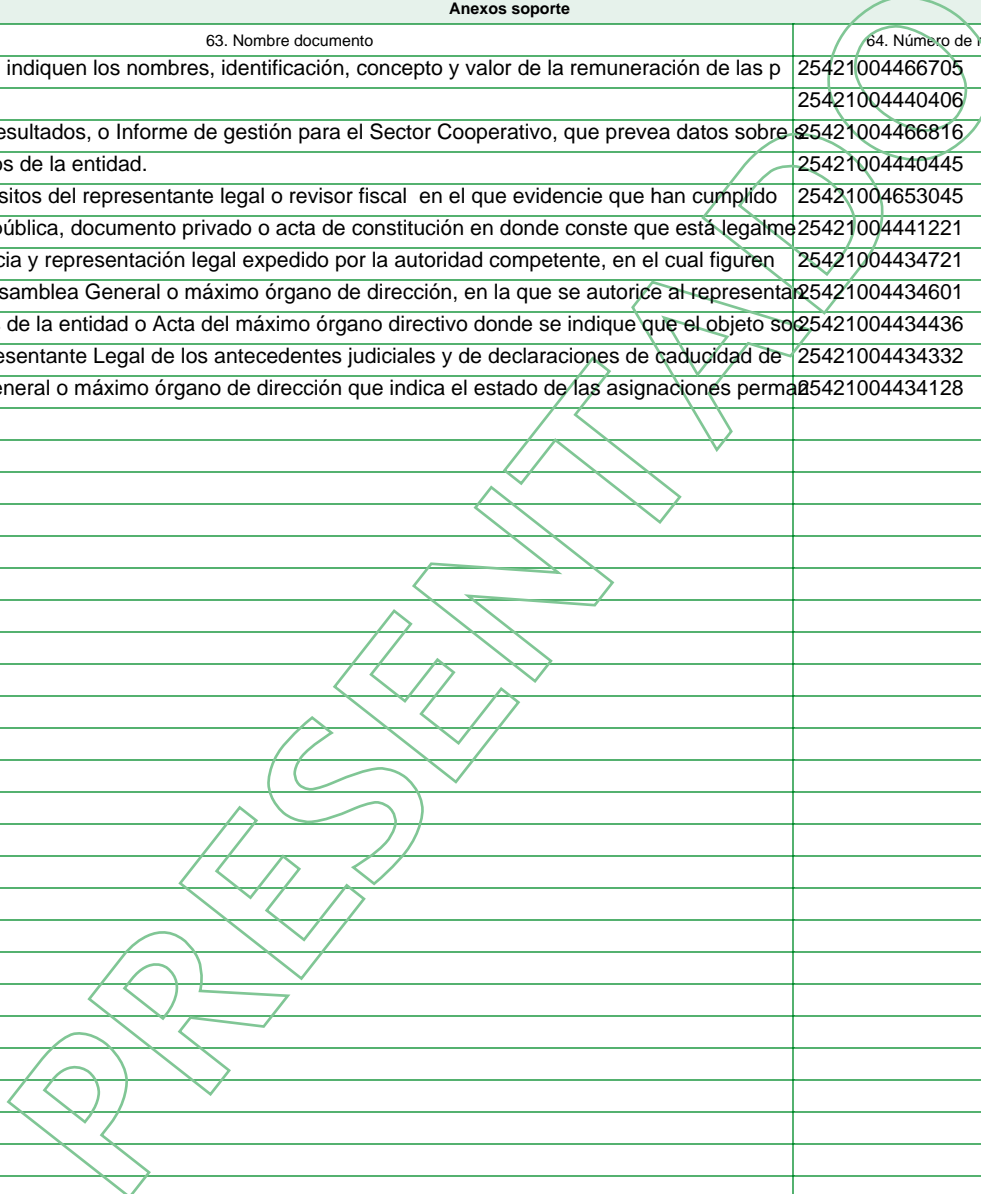 Anexos soporte
63. Nombre documento 64. Número de
indiquen los nombres, identificación, concepto y valor de la remuneración de las p 25421004466705
25421004440406
esultados, o Informe de gestión para el Sector Cooperativo, que prevea datos sobre s 25421004466816
os de la entidad. 25421004440445
sitos del representante legal o revisor fiscal en el que evidencie que han cumplido 25421004653045
pública, documento privado o acta de constitución en donde conste que está legalme 25421004441221
cia y representación legal expedido por la autoridad competente, en el cual figuren 25421004434721
samblea General o máximo órgano de dirección, en la que se autorice al representan 25421004434601
de la entidad o Acta del máximo órgano directivo donde se indique que el objeto soc 25421004434436
esentante Legal de los antecedentes judiciales y de declaraciones de caducidad de 25421004434332
eneral o máximo órgano de dirección que indica el estado de las asignaciones perman 25421004434128
PRESENTADO